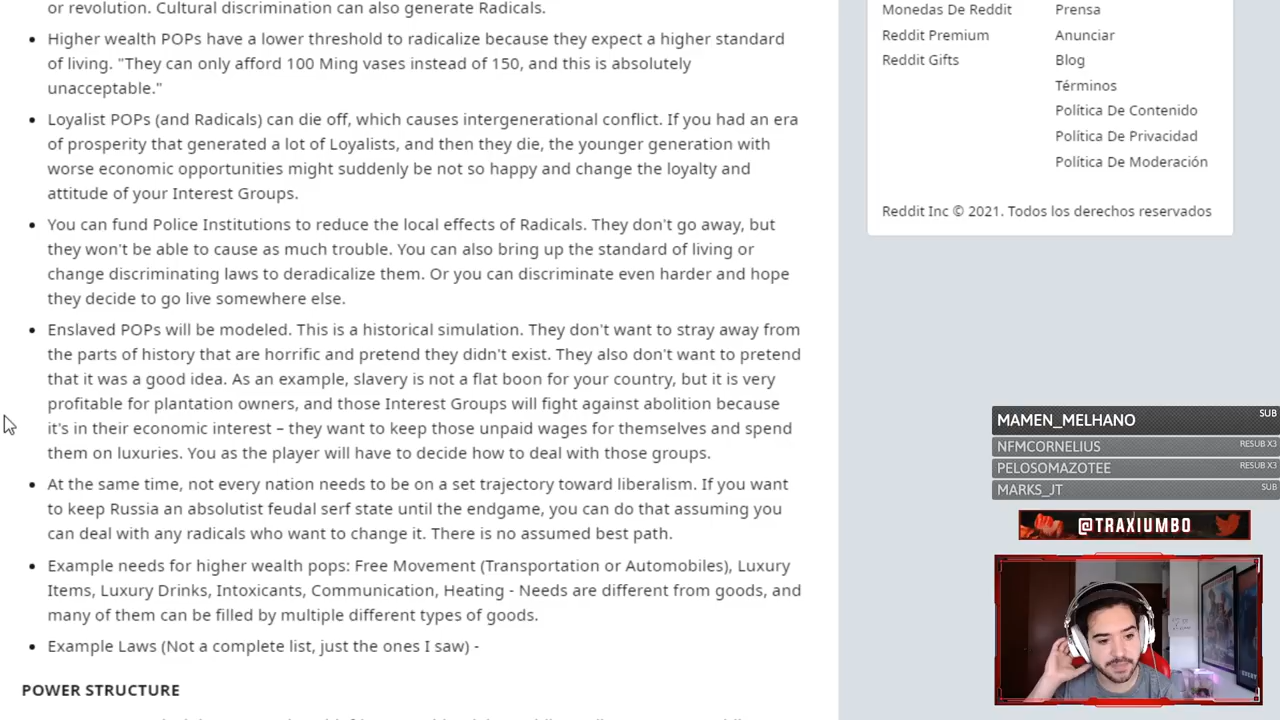 or revolution. Cultural discrimination can also generate Radicals.
Higher wealth POPs have a lower threshold to radicalize because they expect a higher standard
of living. "They can only afford 100 Ming vases instead of 150, and this is absolutely
unacceptable."
Loyalist POPs (and Radicals) can die off, which causes intergenerational conflict. If you had an era
of prosperity that generated a lot of Loyalists, and then they die, the younger generation with
worse economic opportunities might suddenly be not so happy and change the loyalty and
attitude of your Interest Groups.
You can fund Police Institutions to reduce the local effects of Radicals. They don't go away, but
they won't be able to cause as much trouble. You can also bring up the standard of living or
change discriminating laws to deradicalize them. Or you can discriminate even harder and hope
they decide to go live somewhere else.
Enslaved POPs will be modeled. This is a historical simulation. They don't want to stray away from
the parts of history that are horrific and pretend they didn't exist. They also don't want to pretend
that it was a good idea. As an example, slavery is not a flat boon for your country, but it is very
profitable for plantation owners, and those Interest Groups will fight against abolition because
it's in their economic interest – they want to keep those unpaid wages for themselves and spend
them on luxuries. You as the player will have to decide how to deal with those groups.
At the same time, not every nation needs to be on a set trajectory toward liberalism. If you want
to keep Russia an absolutist feudal serf state until the endgame, you can do that assuming you
can deal with any radicals who want to change it. There is no assumed best path.
Example needs for higher wealth pops: Free Movement (Transportation or Automobiles), Luxury
Items, Luxury Drinks, Intoxicants, Communication, Heating - Needs are different from goods, and
many of them can be filled by multiple different types of goods.
Example Laws (Not a complete list, just the ones I saw) -
POWER STRUCTURE
Monedas De Reddit
Reddit Premium
Reddit Gifts
Prensa
Anunciar
Blog
Términos
Política De Contenido
Política De Privacidad
Política De Moderación
Reddit Inc © 2021. Todos los derechos reservados
MAMEN_MELHANO SUB
NFMCORNELIUS RESUB X3
PELOSOMAZOTEE RESUB X3
MARKS_JT SUB
@TRAXIUMBO